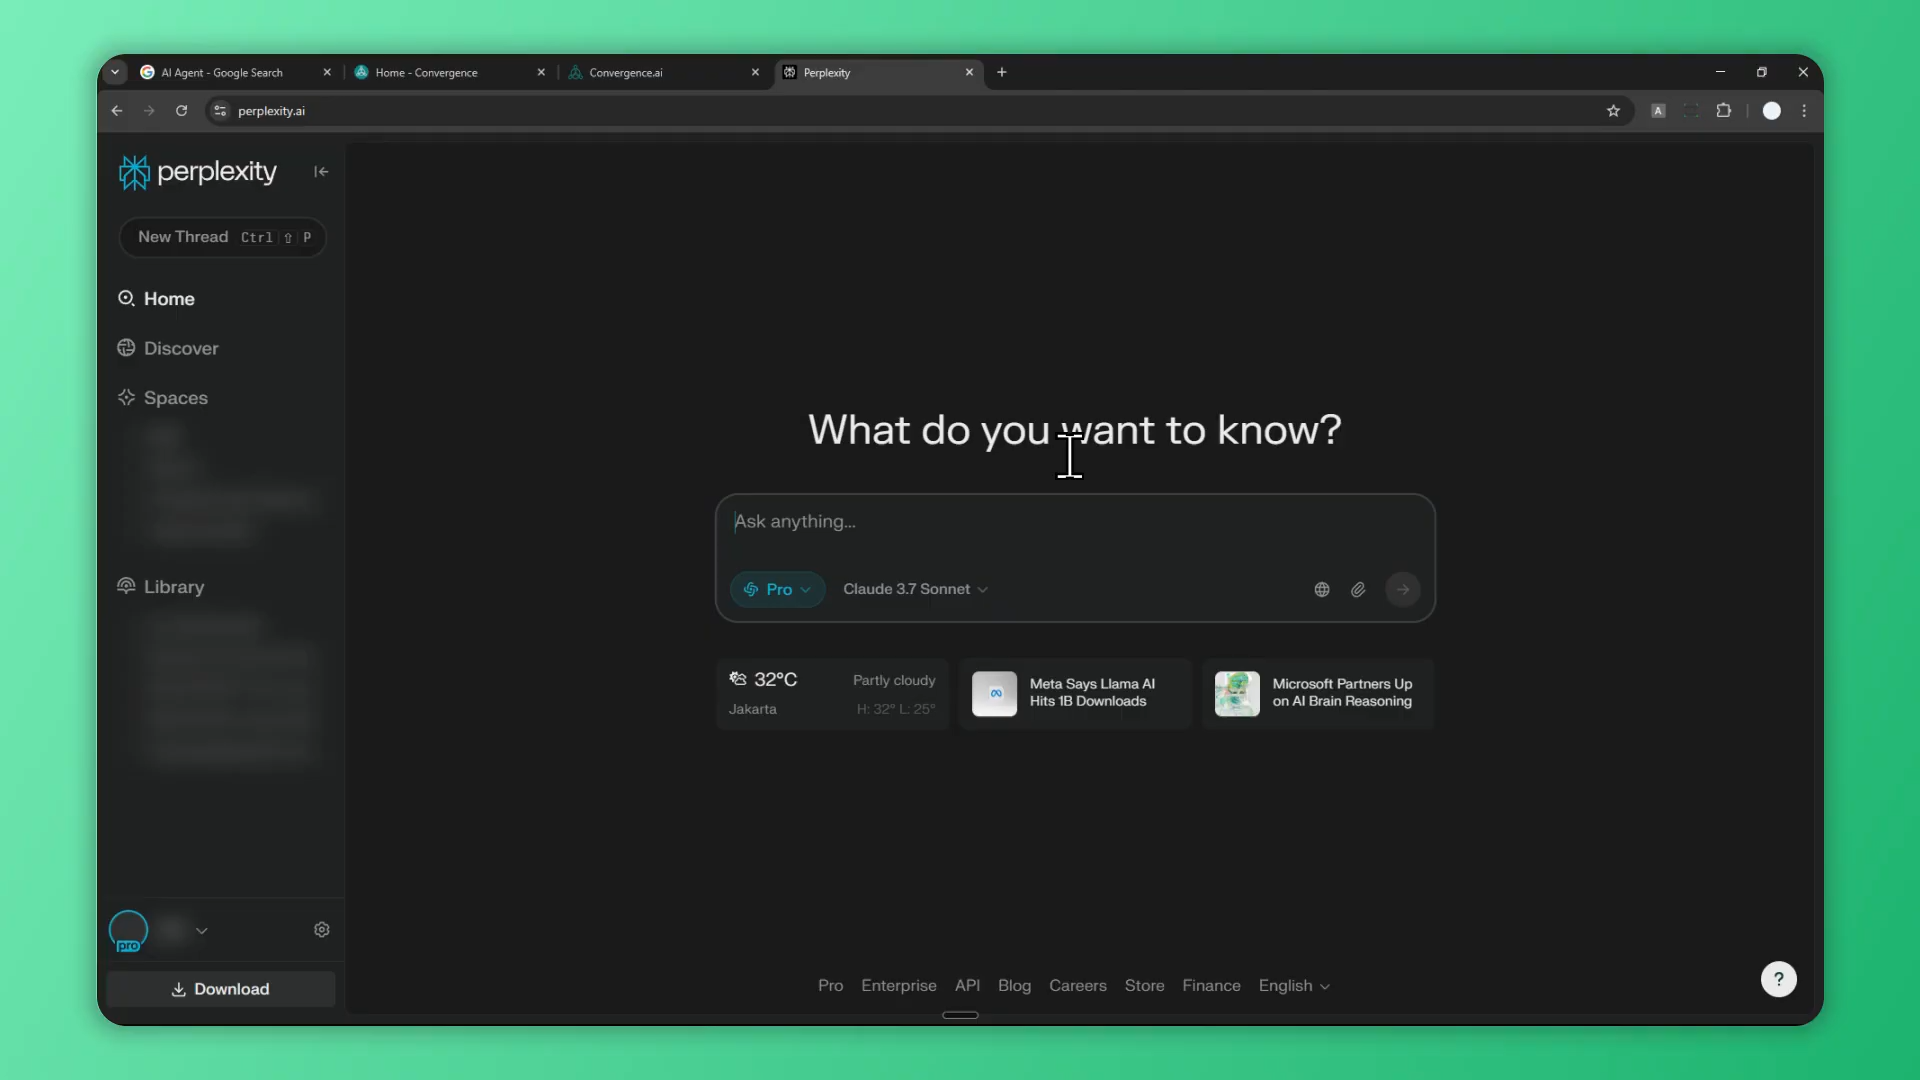 AI Agent - Google Search
Home - Convergence
Convergence.ai
Perplexity
perplexity.ai
A
perplexity
New Thread Ctrl ⇧ P
Home
Discover
Spaces
Library
pro
Download
What do you want to know?
Ask anything...
Pro
Claude 3.7 Sonnet
32°C
Partly cloudy
Jakarta
H: 32° L: 25°
Meta Says Llama AI
Hits 1B Downloads
Microsoft Partners Up
on AI Brain Reasoning
Pro Enterprise API Blog Careers Store Finance English
?